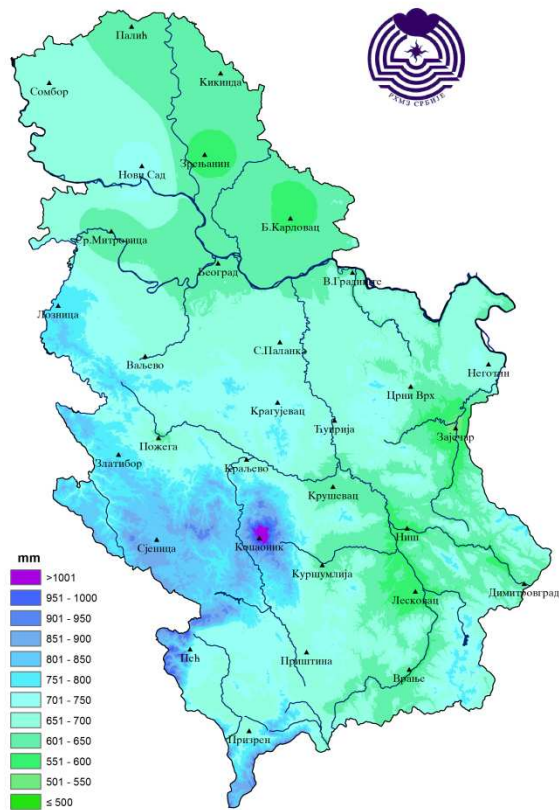 Палић
Сомбор
Кикинда
РХМЗ СРБИЈЕ
Зрењанин
Нови Сад
Б.Карловац
Ср.Митровица
Београд
В.Градиште
Лозница
С.Паланка
Ваљево
Неготин
Црни Врх
Крагујевац
Ћуприја
Зајечар
Пожега
Златибор
Краљево
Крушевац
Ниш
Сјеница
Копаоник
Куршумлија
Димитровград
Лесковац
Пећ
Приштина
Врање
Призрен
mm
>1001
951 - 1000
901 - 950
851 - 900
801 - 850
751 - 800
701 - 750
651 - 700
601 - 650
551 - 600
501 - 550
≤ 500